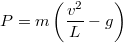 P = m \left( \frac{v^2}{L} - g \right)